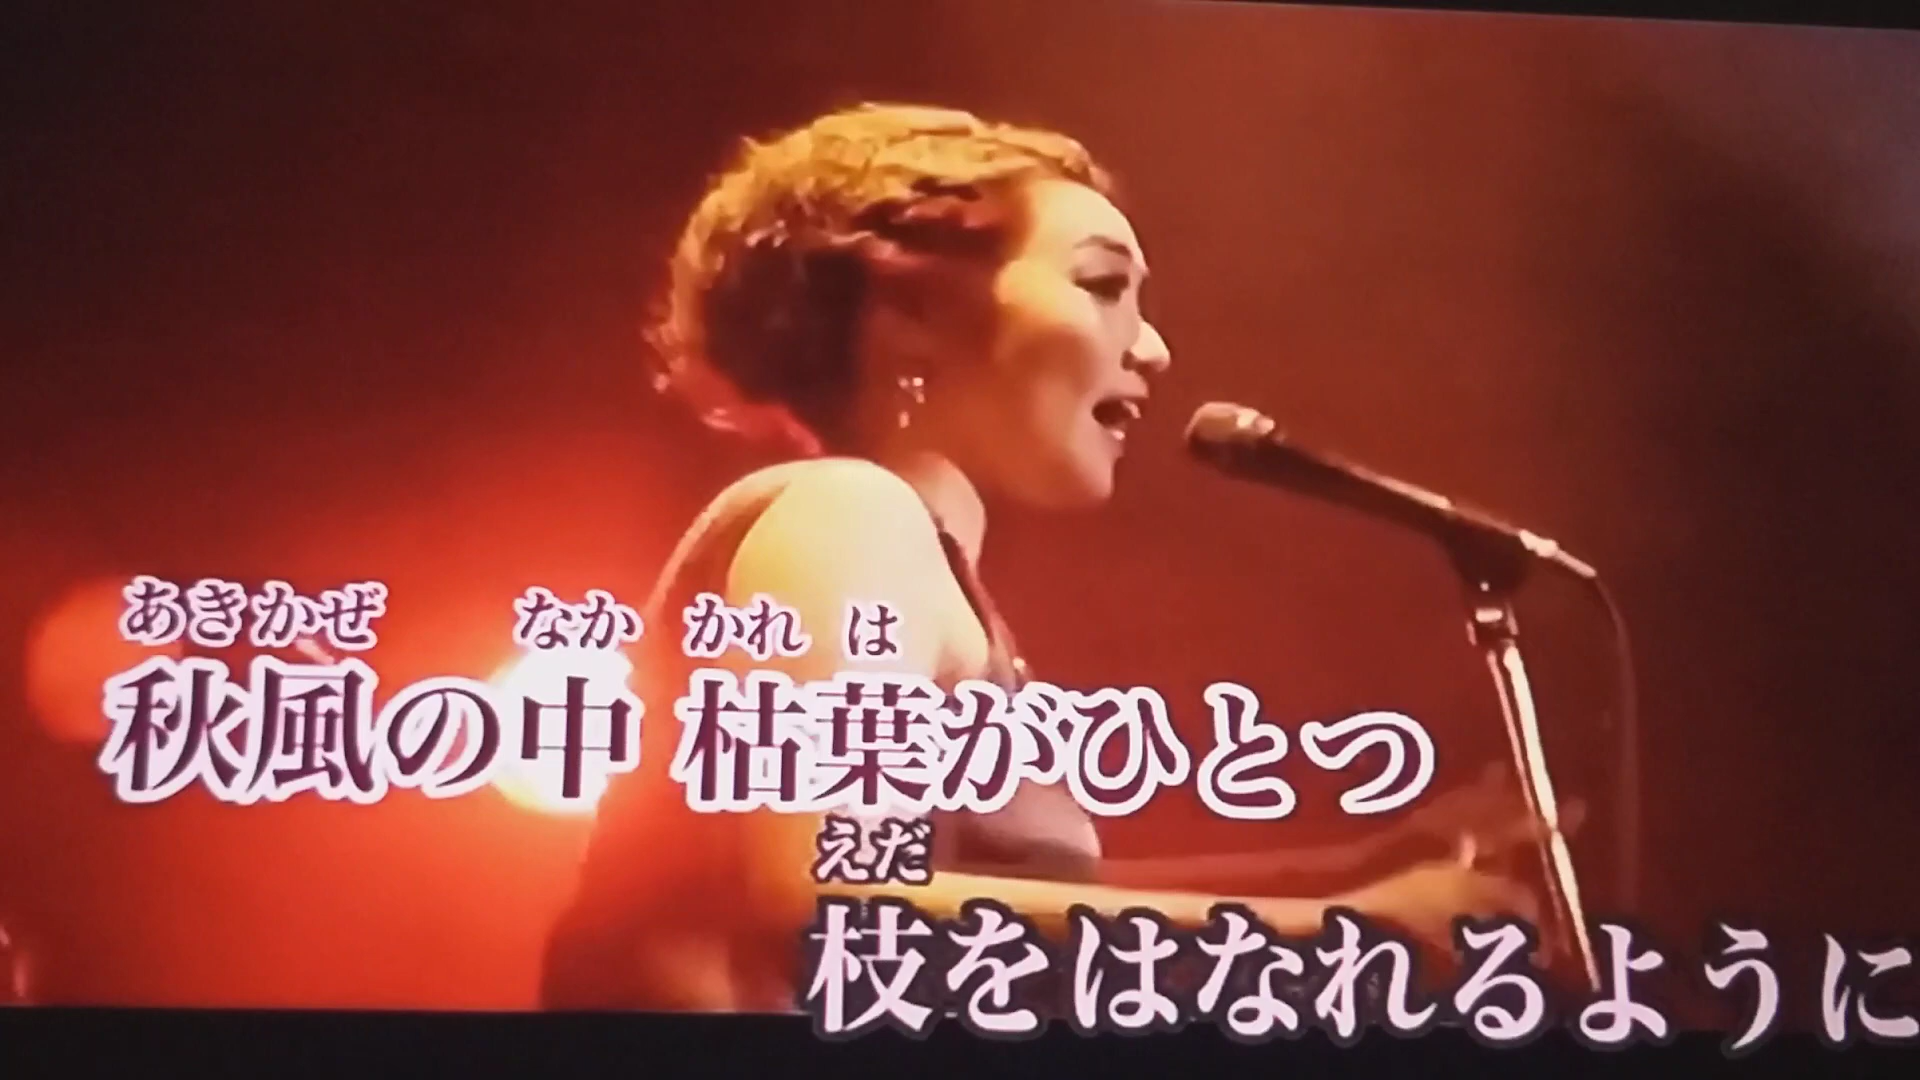 あきかぜ なか かれ は
秋風の中 枯葉がひとつ
えだ
枝をはなれるように